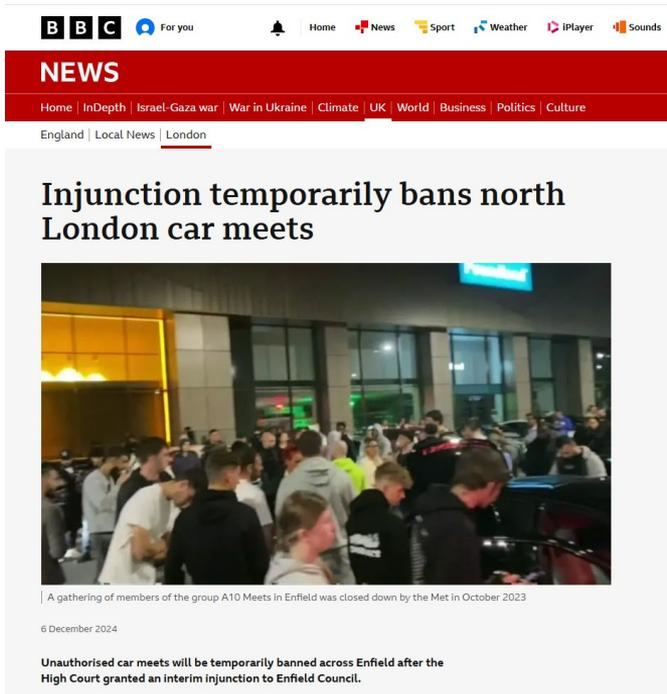 BBC For you Home News Sport Weather iPlayer Sounds
NEWS
Home InDepth Israel-Gaza war War in Ukraine Climate UK World Business Politics Culture
England Local News London
Injunction temporarily bans north
London car meets
A gathering of members of the group A10 Meets in Enfield was closed down by the Met in October 2023
6 December 2024
Unauthorised car meets will be temporarily banned across Enfield after the
High Court granted an interim injunction to Enfield Council.